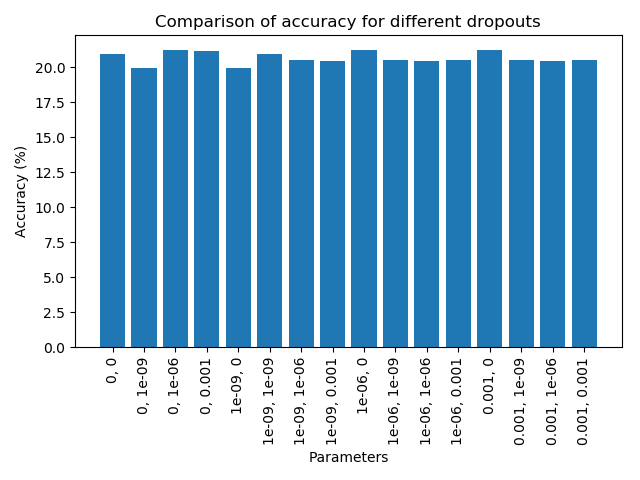 Comparison of accuracy for different dropouts
Accuracy (%)
20.0
17.5
15.0
12.5
10.0
7.5
5.0
2.5
0.0
0, 0
0, 1e-09
0, 1e-06
0, 0.001
1e-09, 0
1e-09, 1e-09
1e-09, 1e-06
1e-09, 0.001
1e-06, 0
1e-06, 1e-09
1e-06, 1e-06
1e-06, 0.001
0.001, 0
0.001, 1e-09
0.001, 1e-06
0.001, 0.001
Parameters